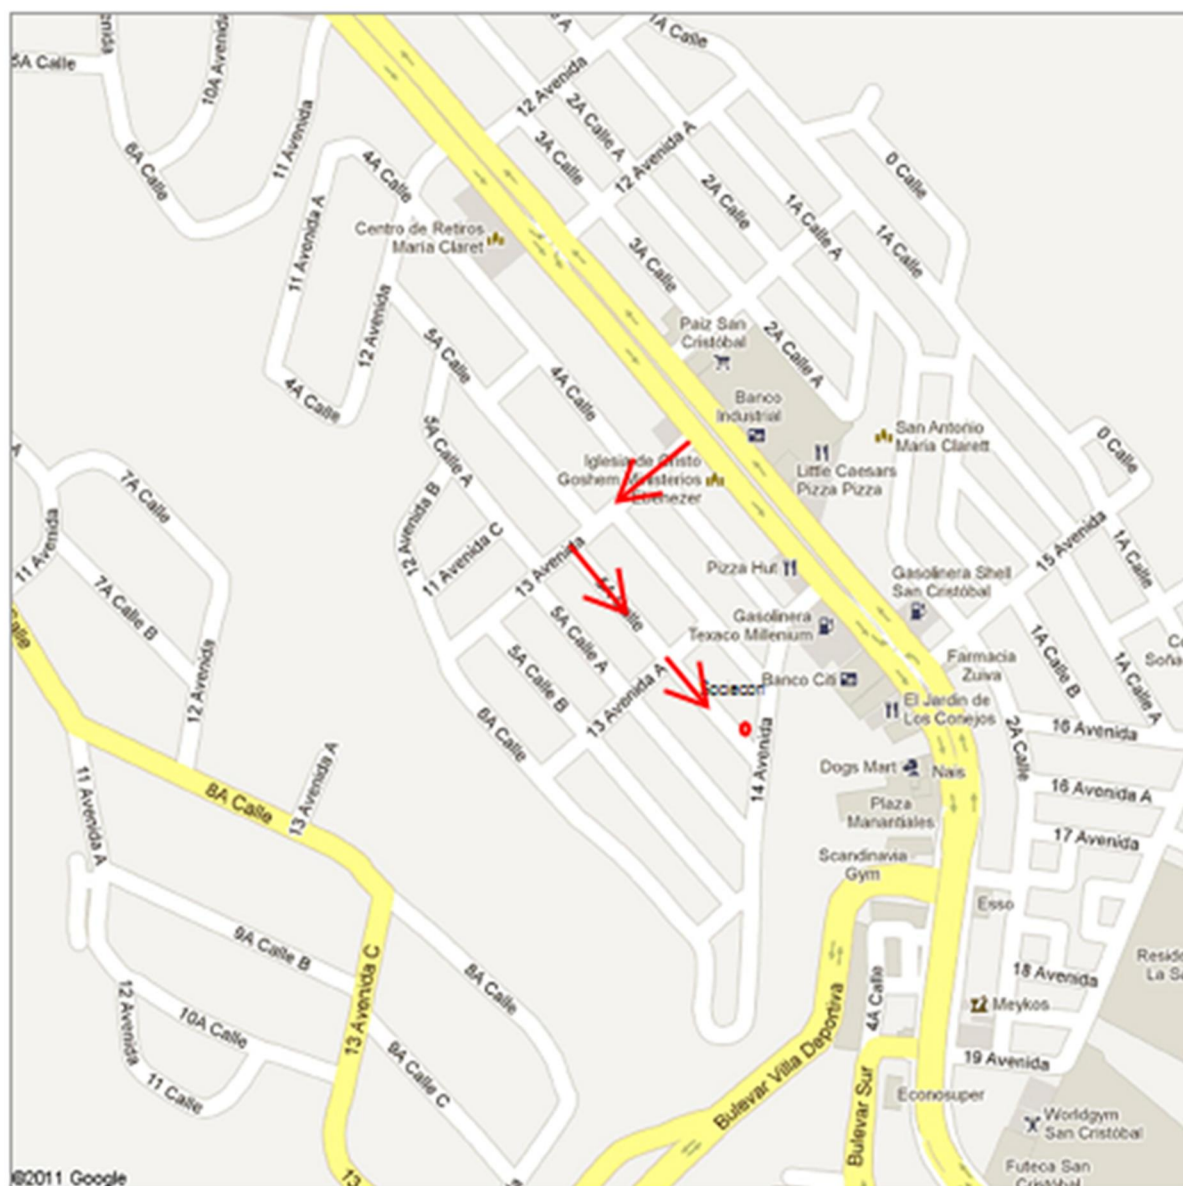 5A Calle
10A Avenida
11 Avenida
6A Calle
1A Calle
12 Avenida
2A Calle A
3A Calle
12 Avenida A
0 Calle
2A Calle
1A Calle A
1A Calle
4A Calle
11 Avenida A
Centro de Retiros
Maria Claret
3A Calle
12 Avenida
4A Calle
Paiz San
Cristóbal
2A Calle A
5A Calle
4A Calle
Banco
Industrial
San Antonio
Maria Clarett
0 Calle
Little Caesars
Pizza Pizza
Iglesia de Cristo
Goshem Ministerios
Ebenezer
5A Calle A
7A Calle
12 Avenida B
11 Avenida C
13 Avenida
11 Avenida
15 Avenida
1A Calle
Pizza Hut
Gasolinera Shell
San Cristóbal
7A Calle B
Gasolinera
Texaco Millenium
5A Calle A
5A Calle B
13 Avenida A
12 Avenida
6A Calle
Banco Citi
Farmacia
Zuiva
1A Calle B
1A Calle A
El Jardin de
Los Conejos
14 Avenida
2A Calle
16 Avenida
Dogs Mart
Nais
16 Avenida A
Plaza
Manantiales
17 Avenida
8A Calle
13 Avenida A
11 Avenida A
Scandinavia
Gym
Esso
9A Calle B
8A Calle
13 Avenida C
18 Avenida
Meykos
12 Avenida
10A Calle
11 Calle
9A Calle C
Bulevar Villa Deportiva
4A Calle
19 Avenida
Bulevar Sur
Econosuper
Worldgym
San Cristóbal
Futeca San
Cristóbal
13
©2011 Google